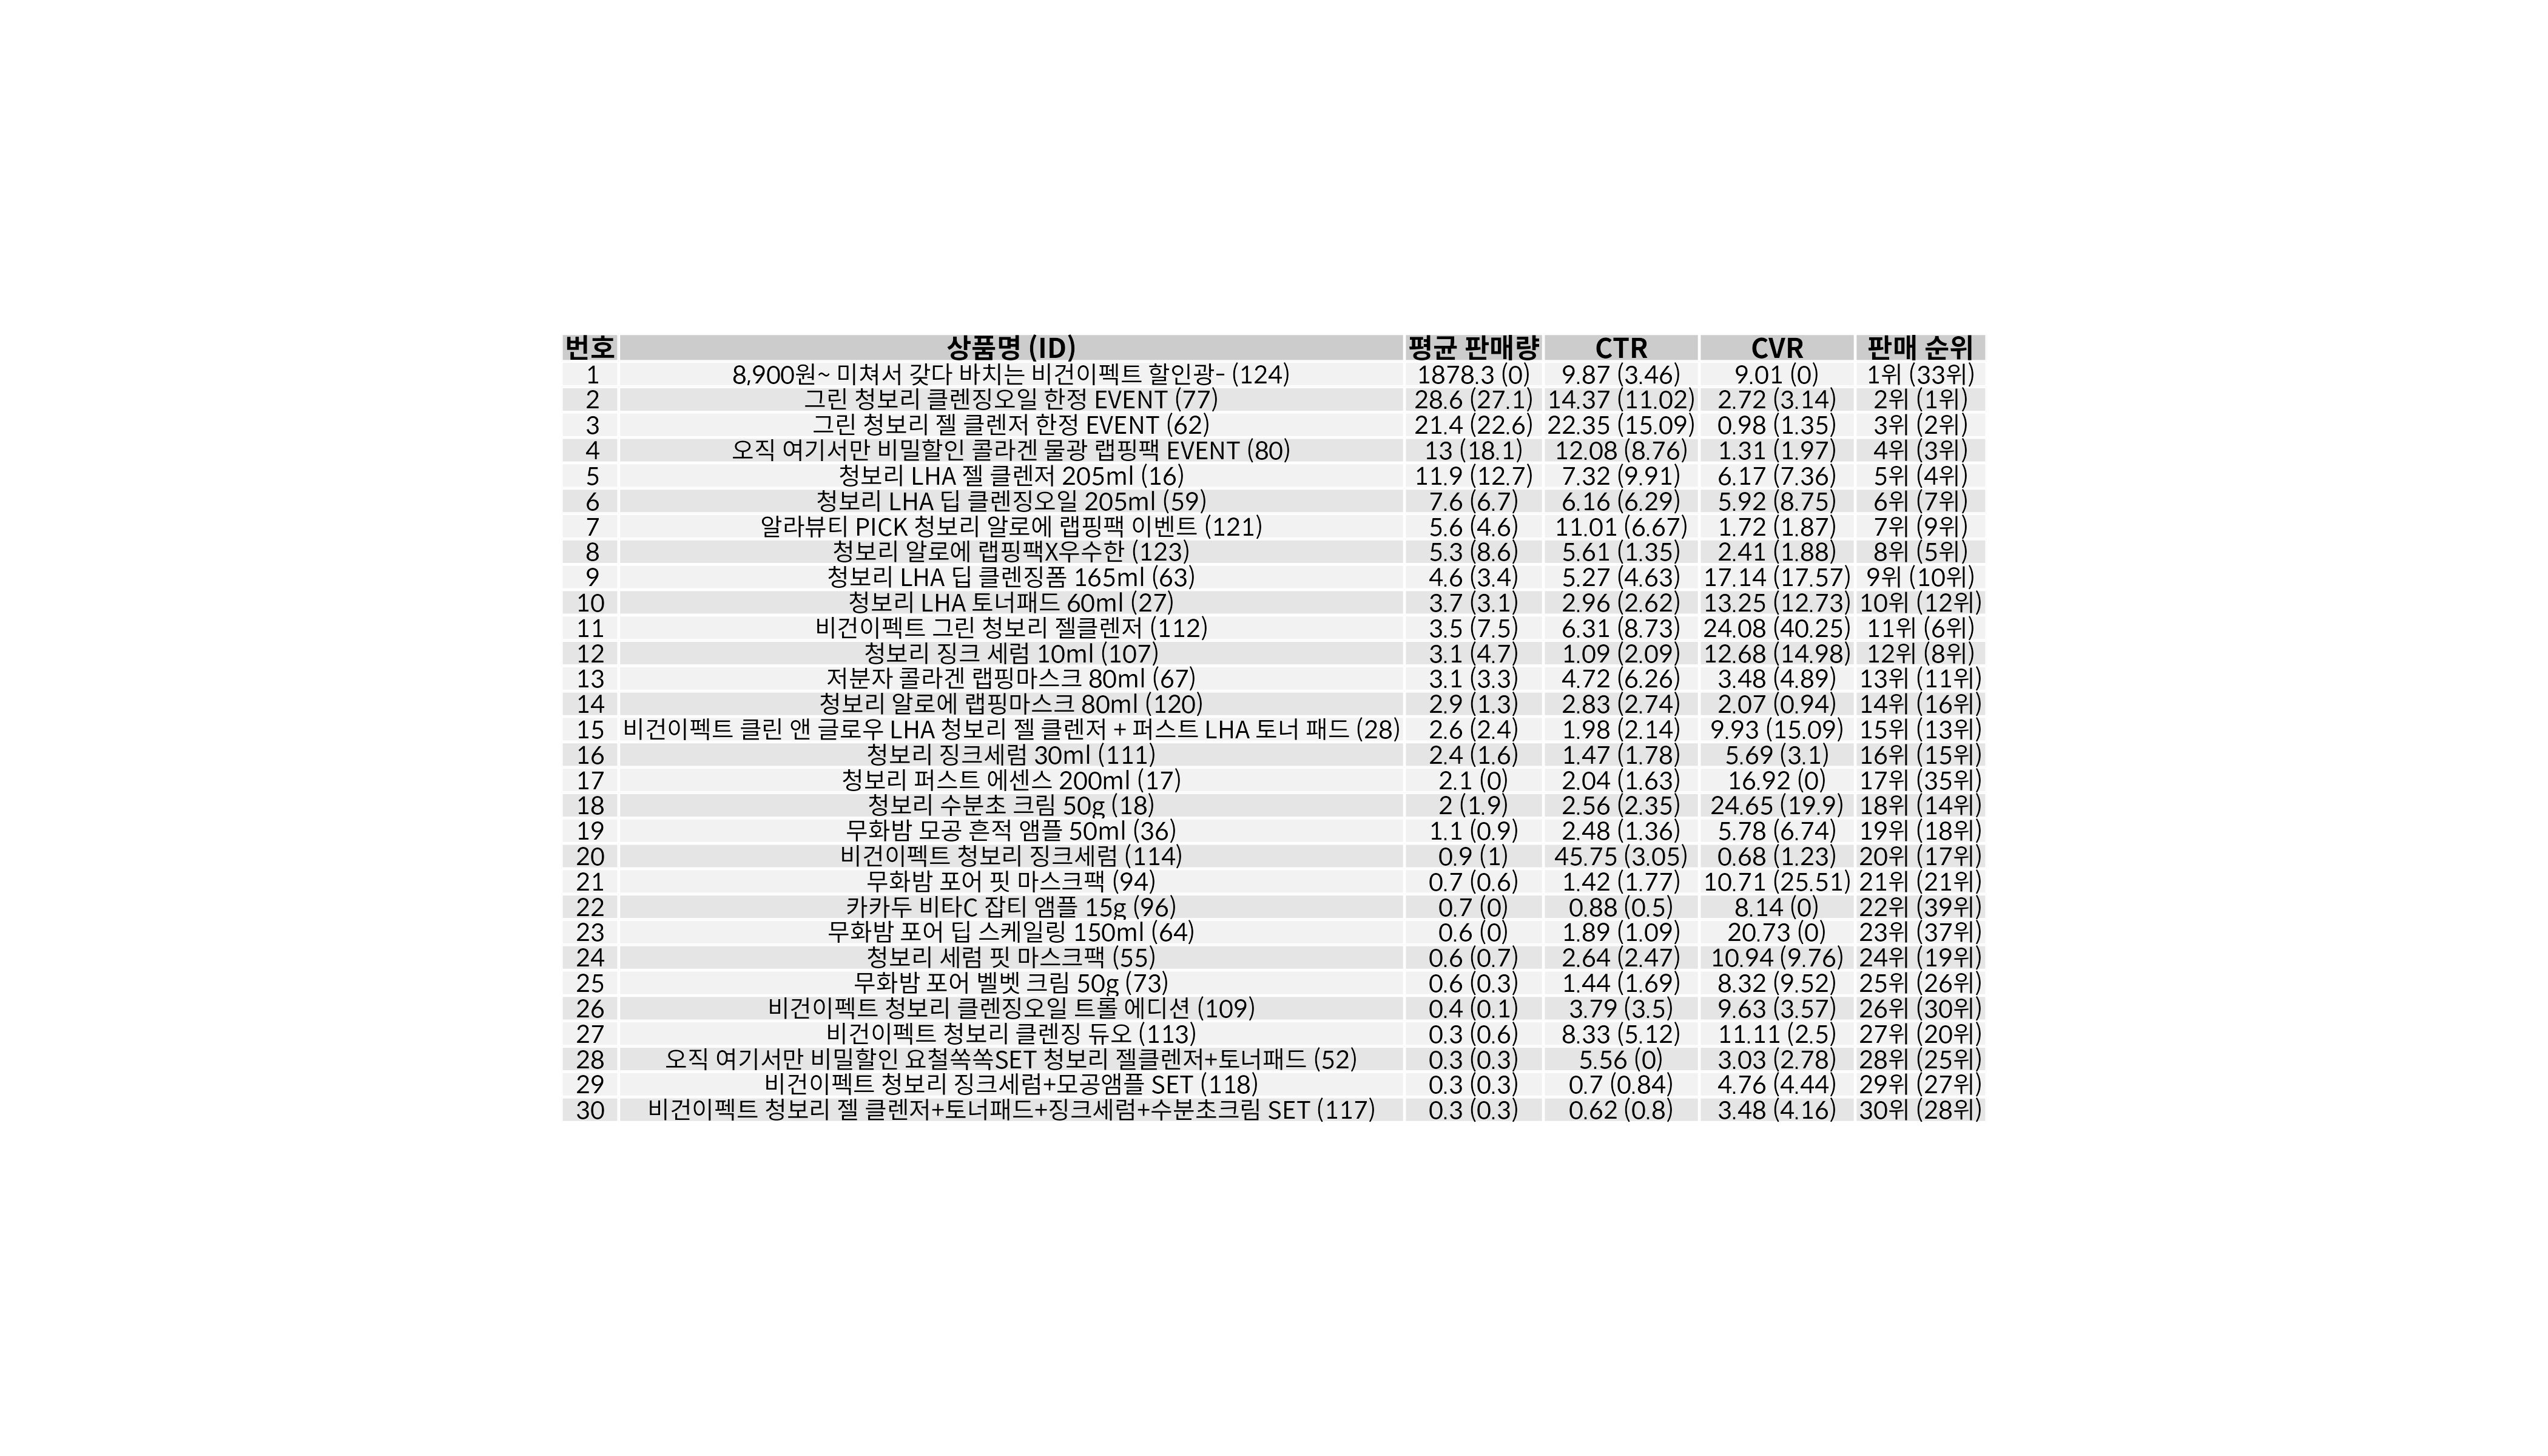 번호 상품명 (ID) 평균 판매량 CTR CVR 판매 순위
1 8,900원~ 미쳐서 갖다 바치는 비건이펙트 할인광- (124) 1878.3 (0) 9.87 (3.46) 9.01 (0) 1위 (33위)
2 그린 청보리 클렌징오일 한정 EVENT (77) 28.6 (27.1) 14.37 (11.02) 2.72 (3.14) 2위 (1위)
3 그린 청보리 젤 클렌저 한정 EVENT (62) 21.4 (22.6) 22.35 (15.09) 0.98 (1.35) 3위 (2위)
4 오직 여기서만 비밀할인 콜라겐 물광 랩핑팩 EVENT (80) 13 (18.1) 12.08 (8.76) 1.31 (1.97) 4위 (3위)
5 청보리 LHA 젤 클렌저 205ml (16) 11.9 (12.7) 7.32 (9.91) 6.17 (7.36) 5위 (4위)
6 청보리 LHA 딥 클렌징오일 205ml (59) 7.6 (6.7) 6.16 (6.29) 5.92 (8.75) 6위 (7위)
7 알라뷰티 PICK 청보리 알로에 랩핑팩 이벤트 (121) 5.6 (4.6) 11.01 (6.67) 1.72 (1.87) 7위 (9위)
8 청보리 알로에 랩핑팩X우수한 (123) 5.3 (8.6) 5.61 (1.35) 2.41 (1.88) 8위 (5위)
9 청보리 LHA 딥 클렌징폼 165ml (63) 4.6 (3.4) 5.27 (4.63) 17.14 (17.57) 9위 (10위)
10 청보리 LHA 토너패드 60ml (27) 3.7 (3.1) 2.96 (2.62) 13.25 (12.73) 10위 (12위)
11 비건이펙트 그린 청보리 젤클렌저 (112) 3.5 (7.5) 6.31 (8.73) 24.08 (40.25) 11위 (6위)
12 청보리 징크 세럼 10ml (107) 3.1 (4.7) 1.09 (2.09) 12.68 (14.98) 12위 (8위)
13 저분자 콜라겐 랩핑마스크 80ml (67) 3.1 (3.3) 4.72 (6.26) 3.48 (4.89) 13위 (11위)
14 청보리 알로에 랩핑마스크 80ml (120) 2.9 (1.3) 2.83 (2.74) 2.07 (0.94) 14위 (16위)
15 비건이펙트 클린 앤 글로우 LHA 청보리 젤 클렌저 + 퍼스트 LHA 토너 패드 (28) 2.6 (2.4) 1.98 (2.14) 9.93 (15.09) 15위 (13위)
16 청보리 징크세럼 30ml (111) 2.4 (1.6) 1.47 (1.78) 5.69 (3.1) 16위 (15위)
17 청보리 퍼스트 에센스 200ml (17) 2.1 (0) 2.04 (1.63) 16.92 (0) 17위 (35위)
18 청보리 수분초 크림 50g (18) 2 (1.9) 2.56 (2.35) 24.65 (19.9) 18위 (14위)
19 무화밤 모공 흔적 앰플 50ml (36) 1.1 (0.9) 2.48 (1.36) 5.78 (6.74) 19위 (18위)
20 비건이펙트 청보리 징크세럼 (114) 0.9 (1) 45.75 (3.05) 0.68 (1.23) 20위 (17위)
21 무화밤 포어 핏 마스크팩 (94) 0.7 (0.6) 1.42 (1.77) 10.71 (25.51) 21위 (21위)
22 카카두 비타C 잡티 앰플 15g (96) 0.7 (0) 0.88 (0.5) 8.14 (0) 22위 (39위)
23 무화밤 포어 딥 스케일링 150ml (64) 0.6 (0) 1.89 (1.09) 20.73 (0) 23위 (37위)
24 청보리 세럼 핏 마스크팩 (55) 0.6 (0.7) 2.64 (2.47) 10.94 (9.76) 24위 (19위)
25 무화밤 포어 벨벳 크림 50g (73) 0.6 (0.3) 1.44 (1.69) 8.32 (9.52) 25위 (26위)
26 비건이펙트 청보리 클렌징오일 트롤 에디션 (109) 0.4 (0.1) 3.79 (3.5) 9.63 (3.57) 26위 (30위)
27 비건이펙트 청보리 클렌징 듀오 (113) 0.3 (0.6) 8.33 (5.12) 11.11 (2.5) 27위 (20위)
28 오직 여기서만 비밀할인 요철쏙쏙SET 청보리 젤클렌저+토너패드 (52) 0.3 (0.3) 5.56 (0) 3.03 (2.78) 28위 (25위)
29 비건이펙트 청보리 징크세럼+모공앰플 SET (118) 0.3 (0.3) 0.7 (0.84) 4.76 (4.44) 29위 (27위)
30 비건이펙트 청보리 젤 클렌저+토너패드+징크세럼+수분초크림 SET (117) 0.3 (0.3) 0.62 (0.8) 3.48 (4.16) 30위 (28위)